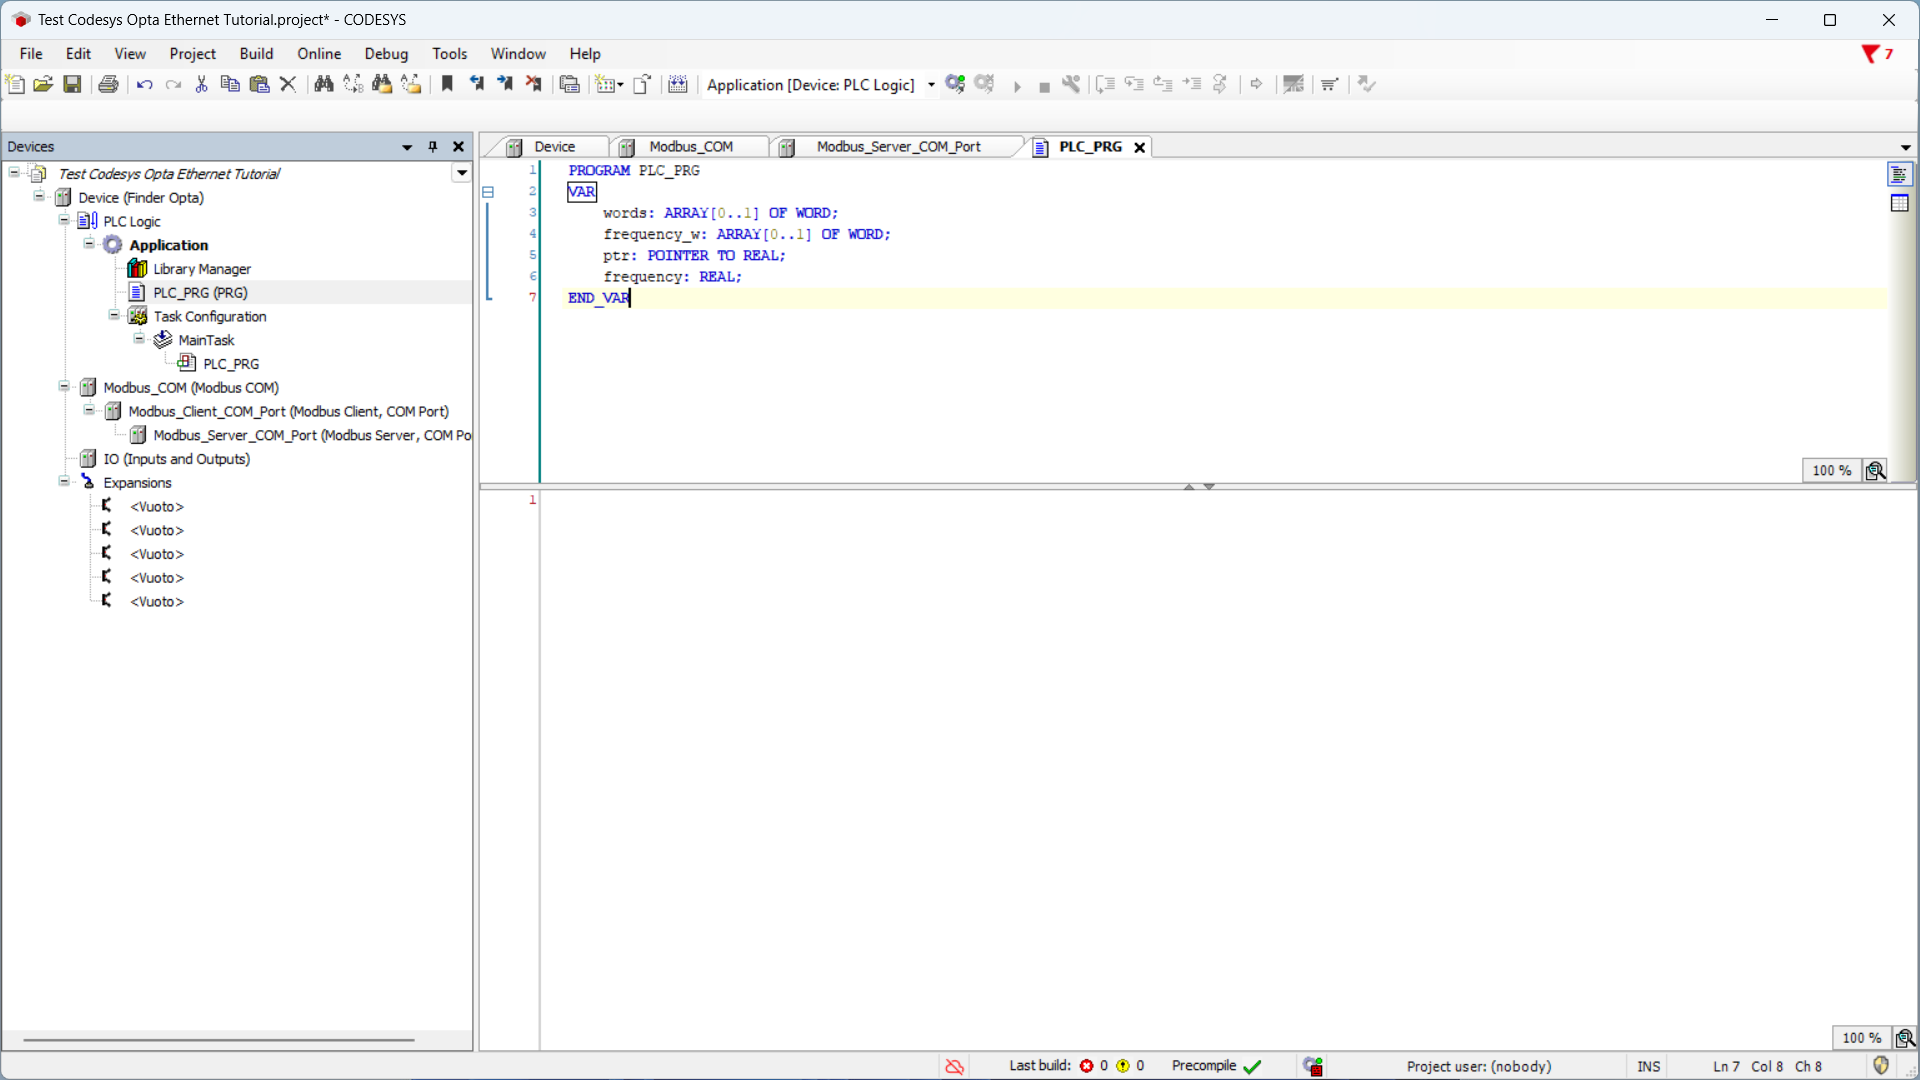 Test Codesys Opta Ethernet Tutorial.project* - CODESYS
File Edit View Project Build Online Debug Tools Window Help
7
Application [Device: PLC Logic]
Devices
Test Codesys Opta Ethernet Tutorial
Device (Finder Opta)
PLC Logic
Application
Library Manager
PLC_PRG (PRG)
Task Configuration
MainTask
PLC_PRG
Modbus_COM (Modbus COM)
Modbus_Client_COM_Port (Modbus Client, COM Port)
Modbus_Server_COM_Port (Modbus Server, COM Po
IO (Inputs and Outputs)
Expansions
<Vuoto>
<Vuoto>
<Vuoto>
<Vuoto>
<Vuoto>
Device Modbus_COM Modbus_Server_COM_Port PLC_PRG
1 PROGRAM PLC_PRG
2 VAR
3 words: ARRAY[0..1] OF WORD;
4 frequency_w: ARRAY[0..1] OF WORD;
5 ptr: POINTER TO REAL;
6 frequency: REAL;
7 END_VAR
100 %
1
100 %
Last build: 0 0 Precompile Project user: (nobody) INS Ln 7 Col 8 Ch 8